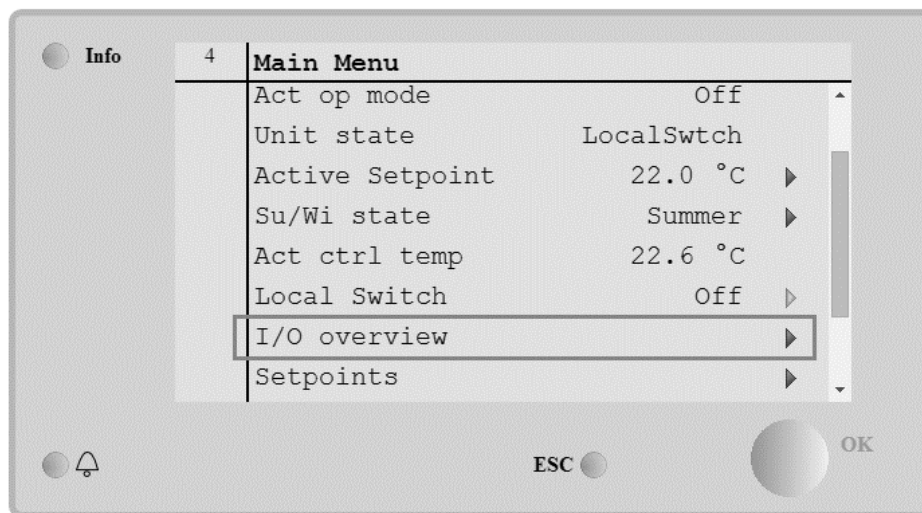 Info
4 Main Menu
Act op mode Off
Unit state LocalSwtch
Active Setpoint 22.0 °C
Su/Wi state Summer
Act ctrl temp 22.6 °C
Local Switch Off
I/O overview
Setpoints
ESC
OK